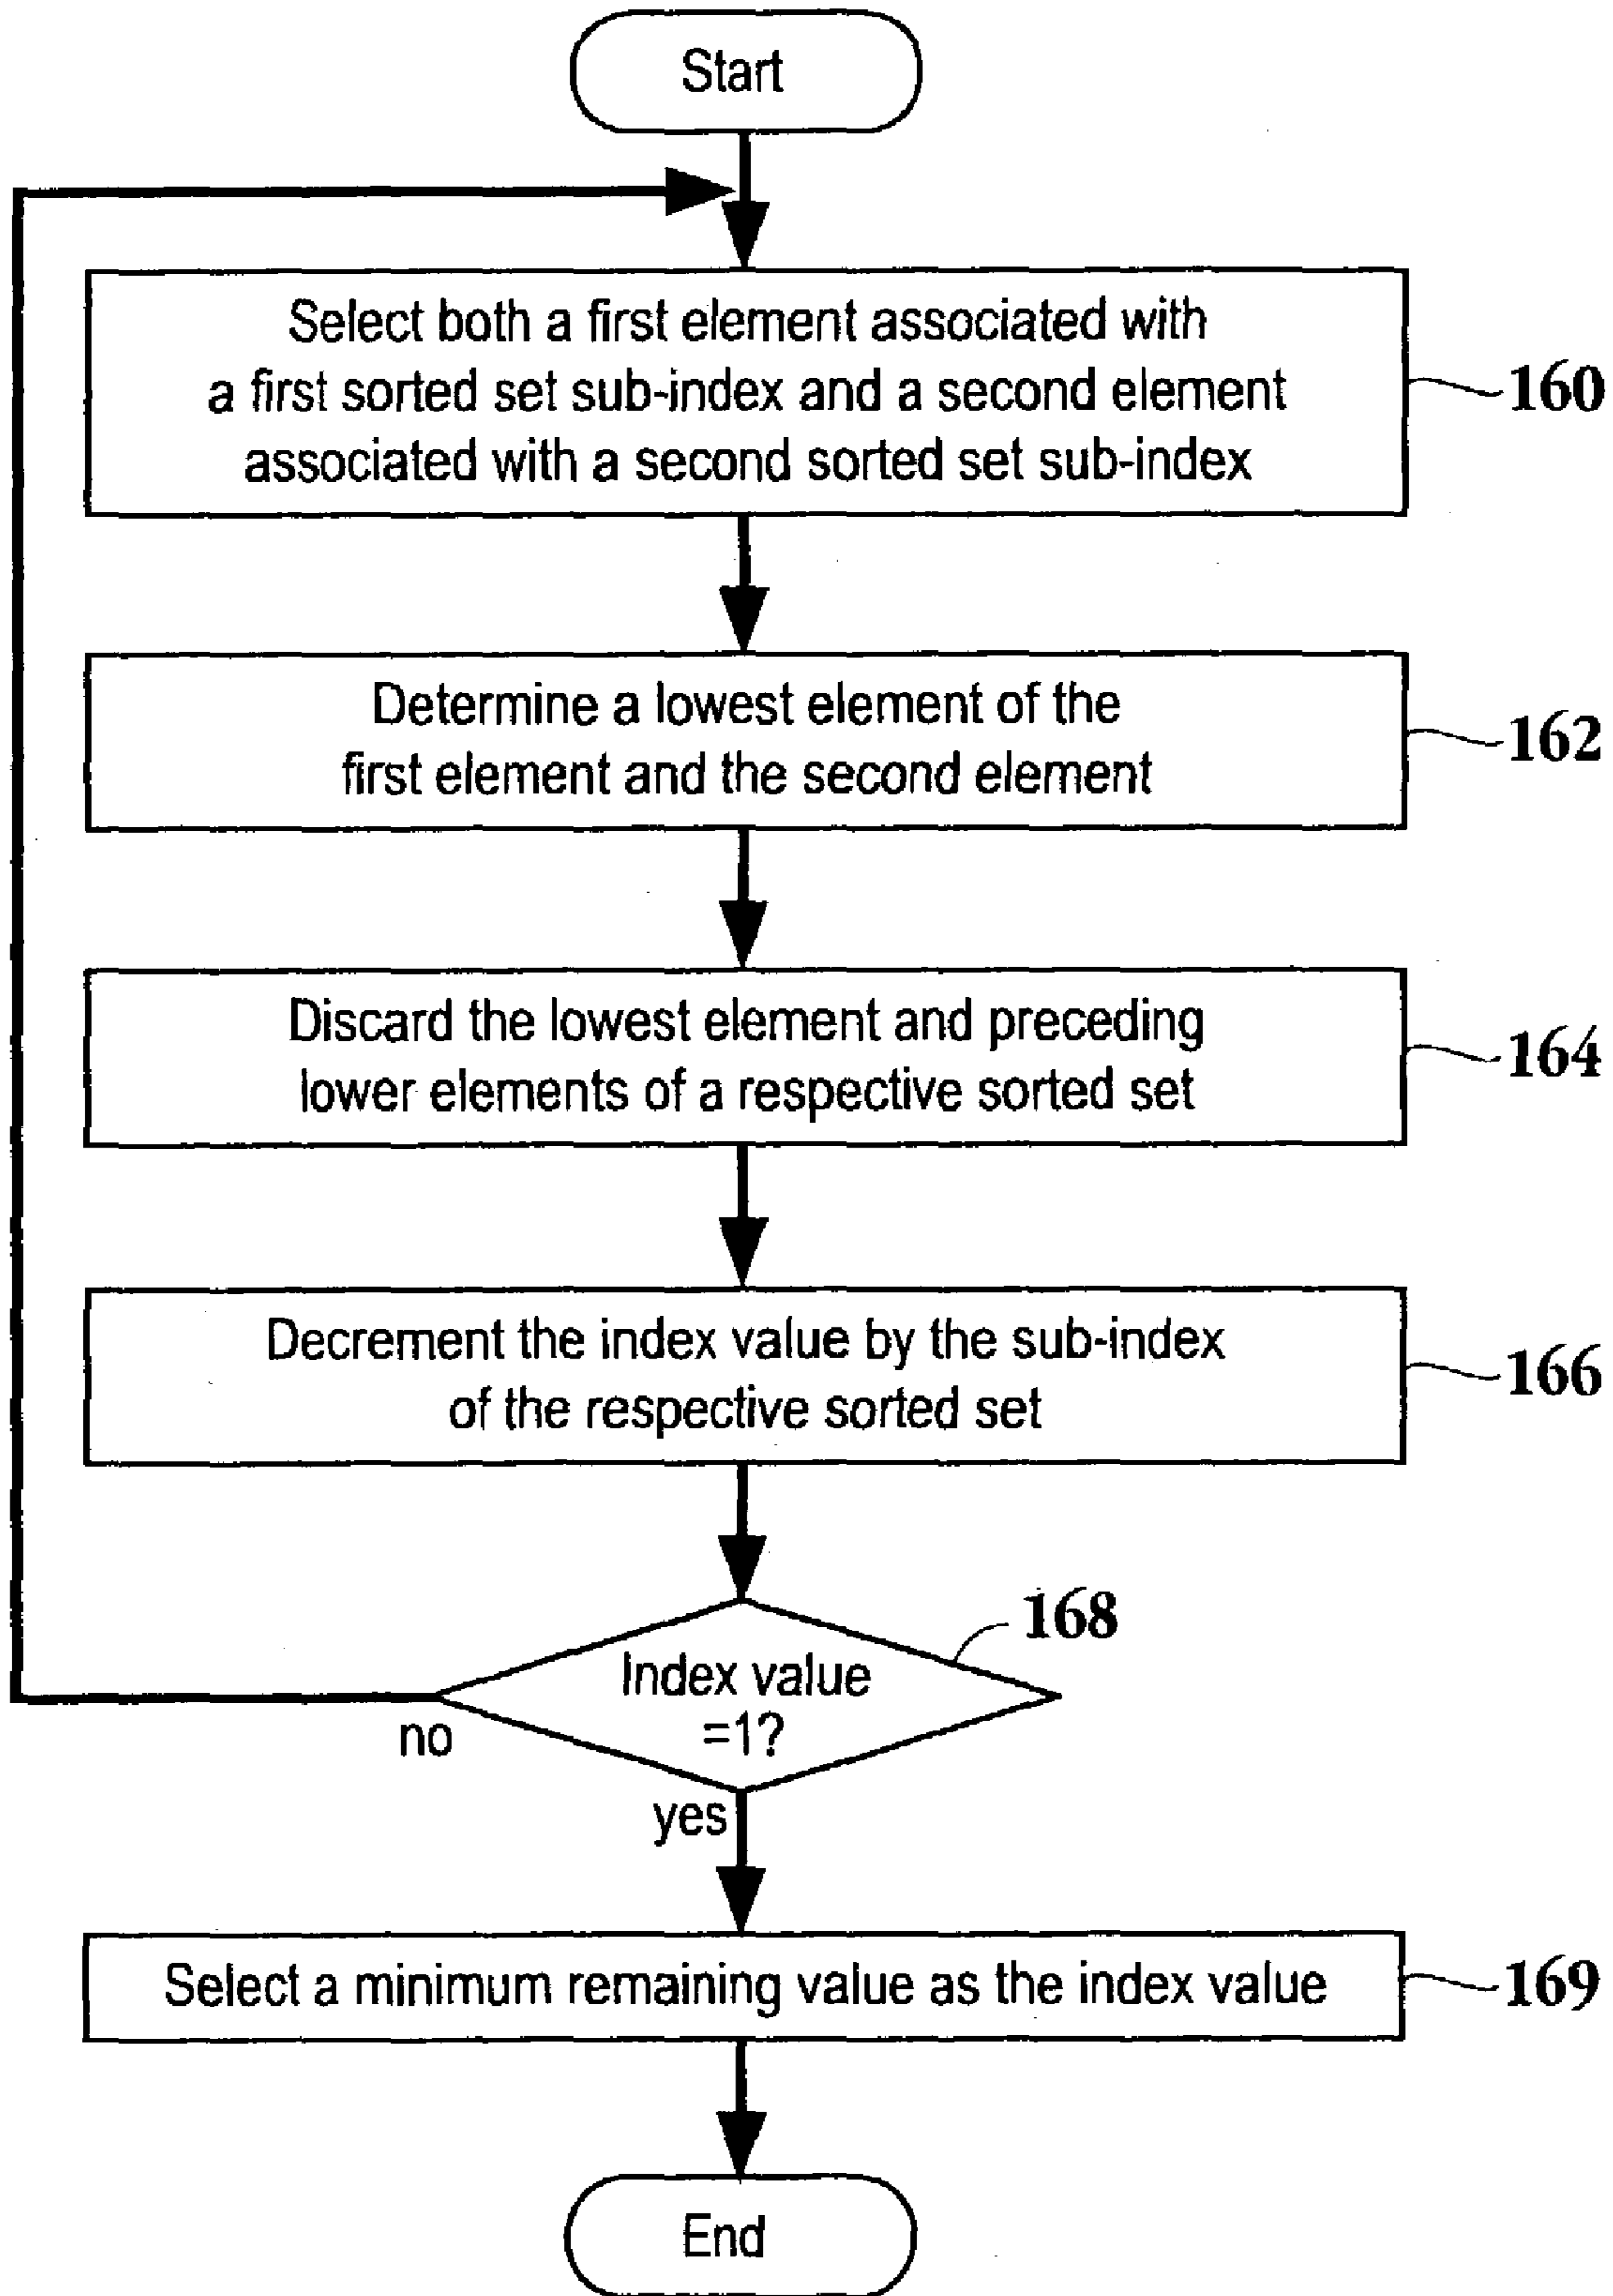 Start
Select both a first element associated with
a first sorted set sub-index and a second element
associated with a second sorted set sub-index
160
Determine a lowest element of the
first element and the second element
162
Discard the lowest element and preceding
lower elements of a respective sorted set
164
Decrement the index value by the sub-index
of the respective sorted set
166
168
Index value
=1?
no
yes
Select a minimum remaining value as the index value
169
End